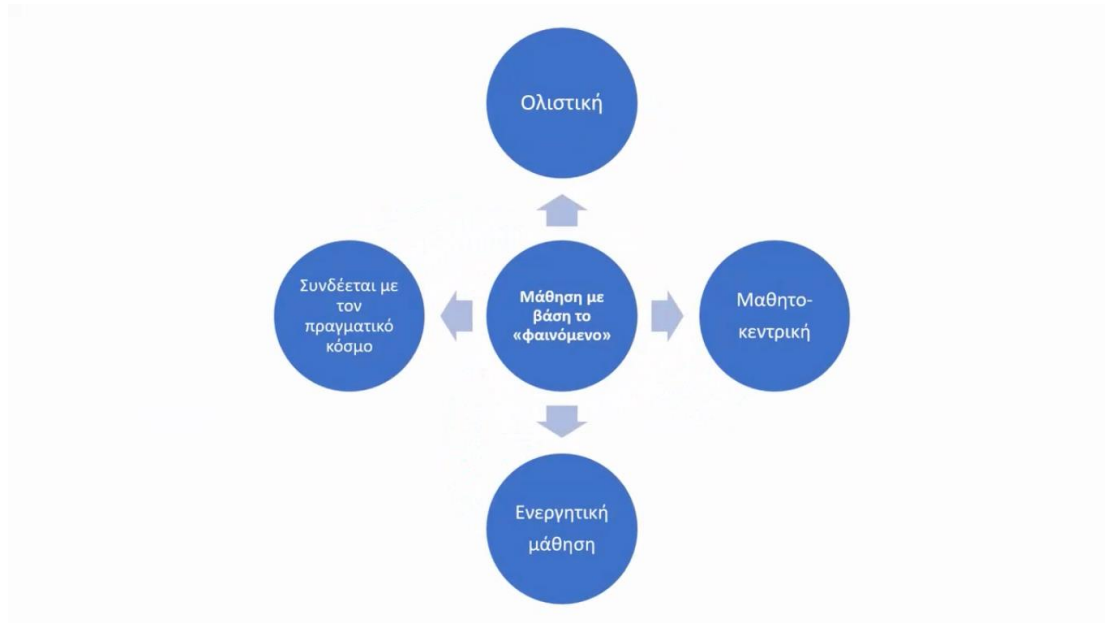 Ολιστική
Συνδέεται με
τον
πραγματικό
κόσμο
Μάθηση με
βάση το
«φαινόμενο»
Μαθητο-
κεντρική
Ενεργητική
μάθηση